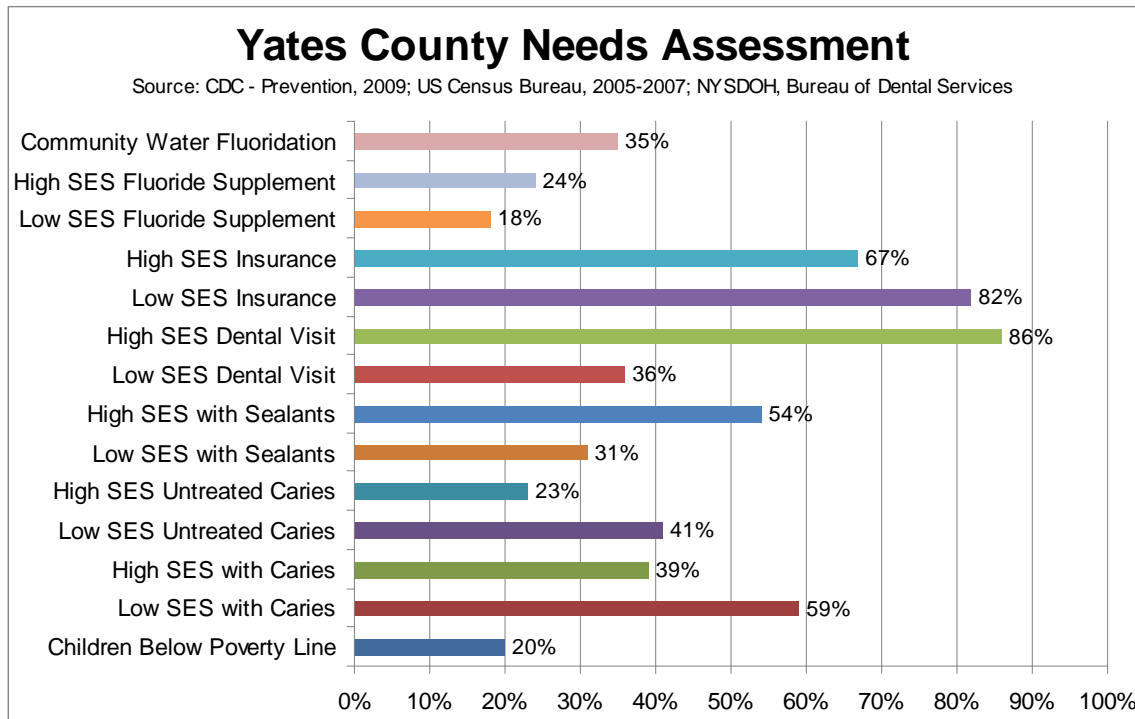 Yates County Needs Assessment
Source: CDC - Prevention, 2009; US Census Bureau, 2005-2007; NYSDOH, Bureau of Dental Services
Community Water Fluoridation 35%
High SES Fluoride Supplement 24%
Low SES Fluoride Supplement 18%
High SES Insurance 67%
Low SES Insurance 82%
High SES Dental Visit 86%
Low SES Dental Visit 36%
High SES with Sealants 54%
Low SES with Sealants 31%
High SES Untreated Caries 23%
Low SES Untreated Caries 41%
High SES with Caries 39%
Low SES with Caries 59%
Children Below Poverty Line 20%
0% 10% 20% 30% 40% 50% 60% 70% 80% 90% 100%